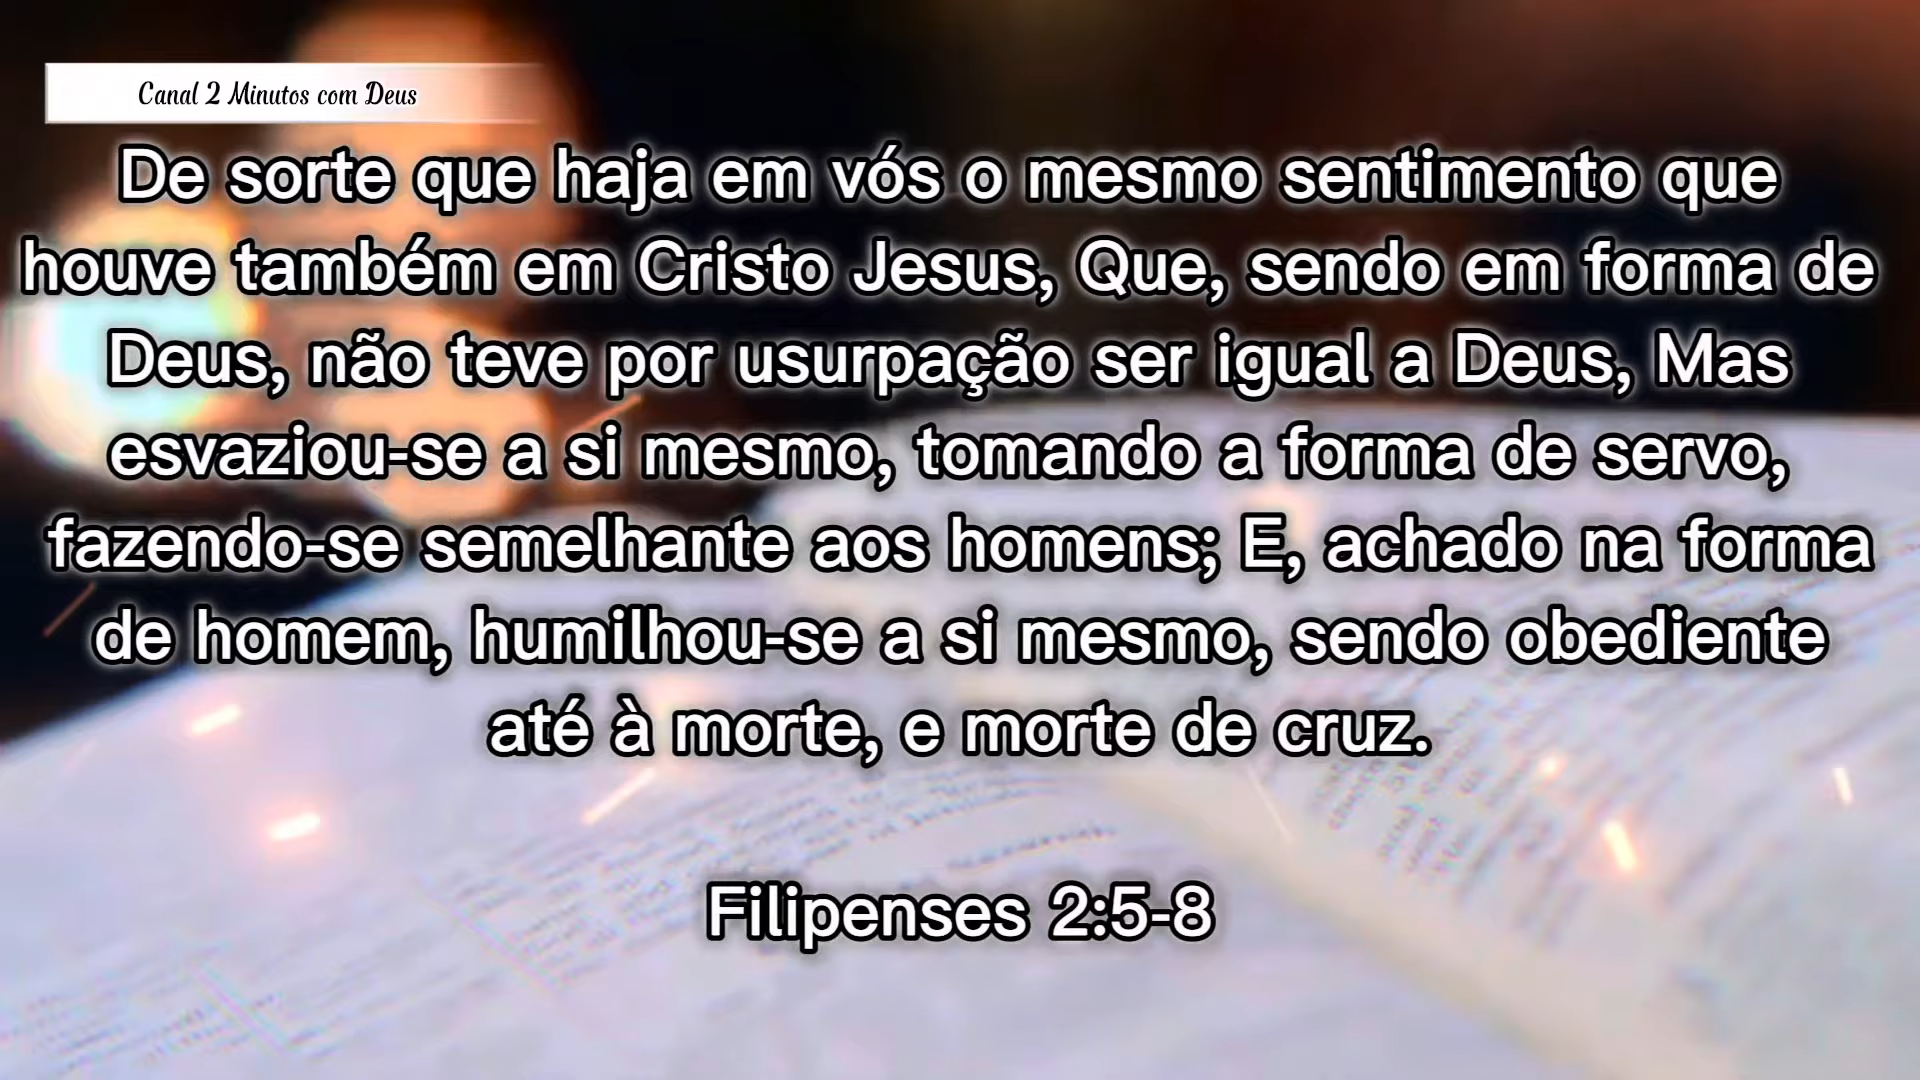 Canal 2 Minutos com Deus
De sorte que haja em vós o mesmo sentimento que
houve também em Cristo Jesus, Que, sendo em forma de
Deus, não teve por usurpação ser igual a Deus, Mas
esvaziou-se a si mesmo, tomando a forma de servo,
fazendo-se semelhante aos homens; E, achado na forma
de homem, humilhou-se a si mesmo, sendo obediente
até à morte, e morte de cruz.
Filipenses 2:5-8